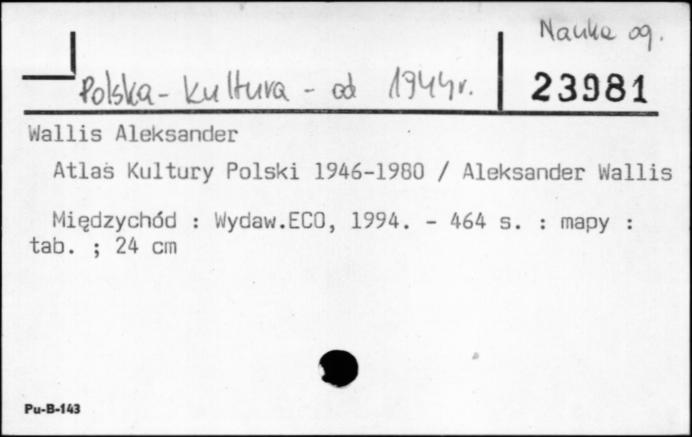 Nauka og.
Polska - Kultura - od 1944r.
23981
Wallis Aleksander
Atlas Kultury Polski 1946-1980 / Aleksander Wallis
Międzychód : Wydaw.ECO, 1994. - 464 s. : mapy :
tab. ; 24 cm
Pu-B-143